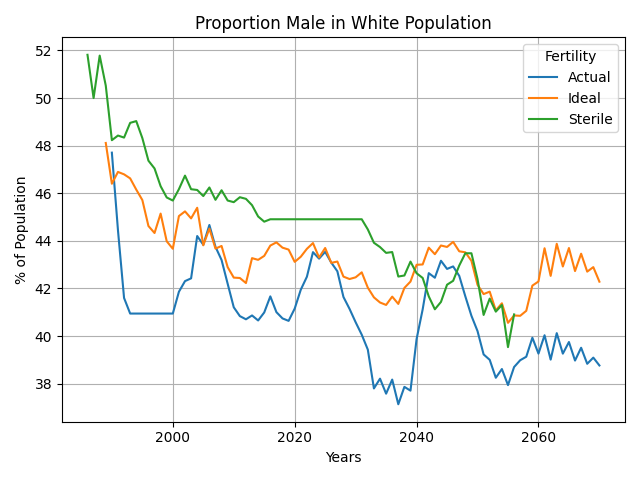 Proportion Male in White Population
52
50
48
46
44
42
40
38
% of Population
Fertility
Actual
Ideal
Sterile
2000
2020
2040
2060
Years